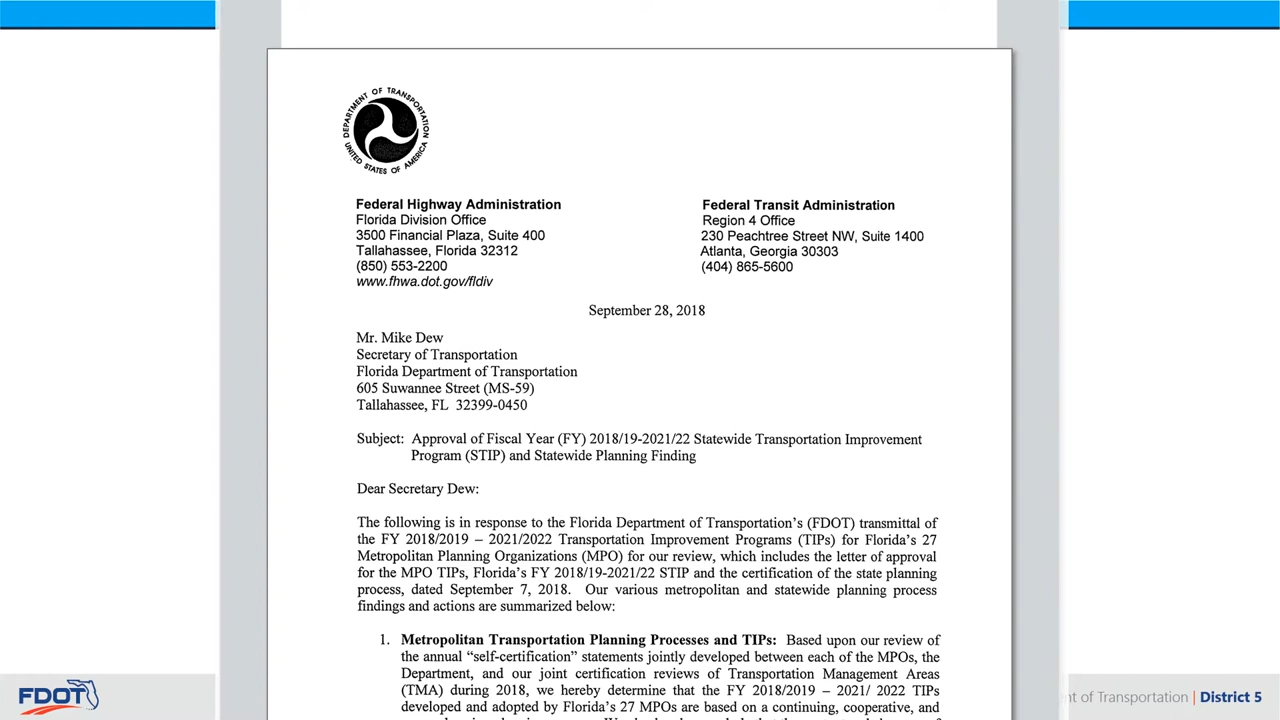 DEPARTMENT OF TRANSPORTATION
UNITED STATES OF AMERICA
Federal Highway Administration
Florida Division Office
3500 Financial Plaza, Suite 400
Tallahassee, Florida 32312
(850) 553-2200
www.fhwa.dot.gov/fldiv
Federal Transit Administration
Region 4 Office
230 Peachtree Street NW, Suite 1400
Atlanta, Georgia 30303
(404) 865-5600
September 28, 2018
Mr. Mike Dew
Secretary of Transportation
Florida Department of Transportation
605 Suwannee Street (MS-59)
Tallahassee, FL 32399-0450
Subject: Approval of Fiscal Year (FY) 2018/19-2021/22 Statewide Transportation Improvement
Program (STIP) and Statewide Planning Finding
Dear Secretary Dew:
The following is in response to the Florida Department of Transportation's (FDOT) transmittal of
the FY 2018/2019 – 2021/2022 Transportation Improvement Programs (TIPs) for Florida's 27
Metropolitan Planning Organizations (MPO) for our review, which includes the letter of approval
for the MPO TIPs, Florida's FY 2018/19-2021/22 STIP and the certification of the state planning
process, dated September 7, 2018. Our various metropolitan and statewide planning process
findings and actions are summarized below:
1. Metropolitan Transportation Planning Processes and TIPs: Based upon our review of
the annual "self-certification" statements jointly developed between each of the MPOs, the
Department, and our joint certification reviews of Transportation Management Areas
(TMA) during 2018, we hereby determine that the FY 2018/2019 – 2021/ 2022 TIPs
developed and adopted by Florida's 27 MPOs are based on a continuing, cooperative, and
FDOT
of Transportation | District 5